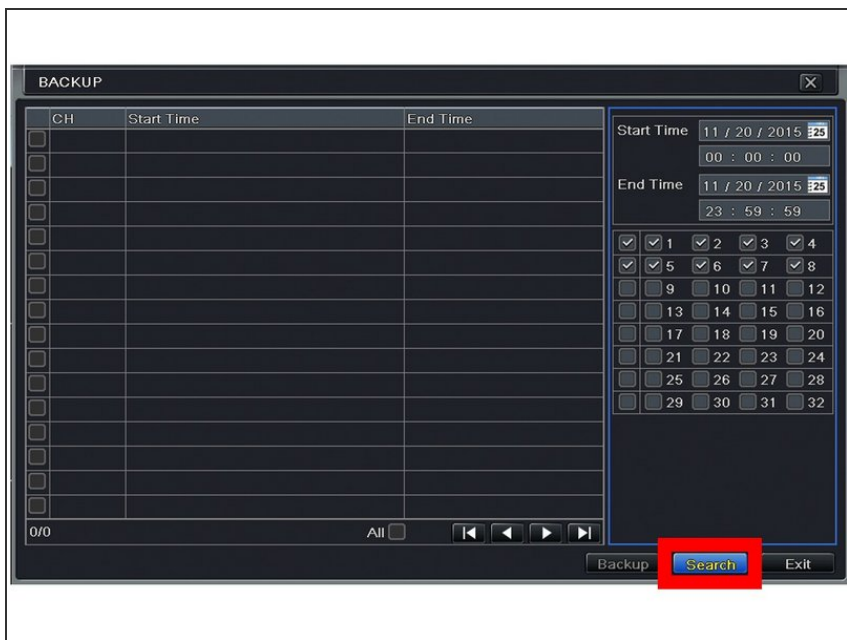 BACKUP
CH Start Time End Time
0/0 All
Start Time 11 / 20 / 2015 25
00 : 00 : 00
End Time 11 / 20 / 2015 25
23 : 59 : 59
1 2 3 4
5 6 7 8
9 10 11 12
13 14 15 16
17 18 19 20
21 22 23 24
25 26 27 28
29 30 31 32
Backup Search Exit